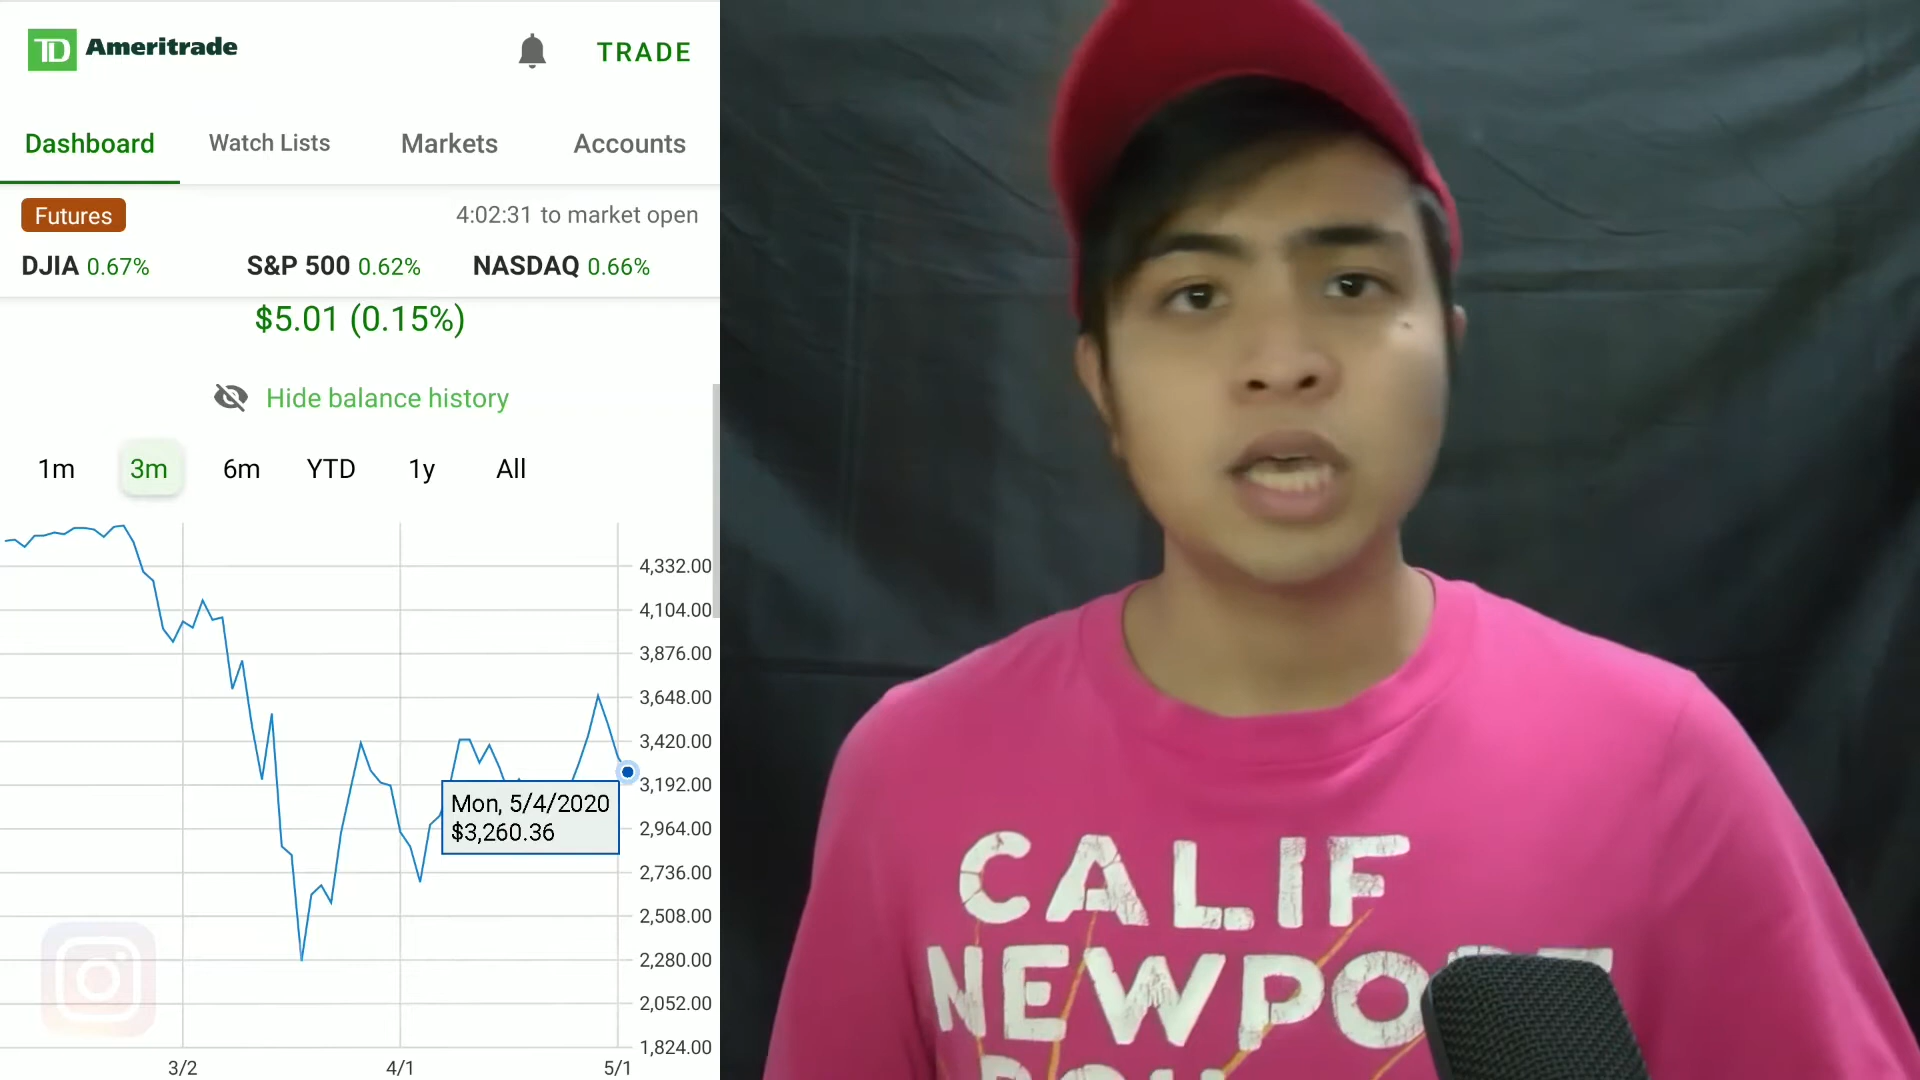 TD Ameritrade
TRADE
Dashboard Watch Lists Markets Accounts
Futures 4:02:31 to market open
DJIA 0.67% S&P 500 0.62% NASDAQ 0.66%
$5.01 (0.15%)
Hide balance history
1m 3m 6m YTD 1y All
4,332.00
4,104.00
3,876.00
3,648.00
3,420.00
3,192.00
2,964.00
2,736.00
2,508.00
2,280.00
2,052.00
1,824.00
Mon, 5/4/2020
$3,260.36
3/2 4/1 5/1
CALIF
NEWPO